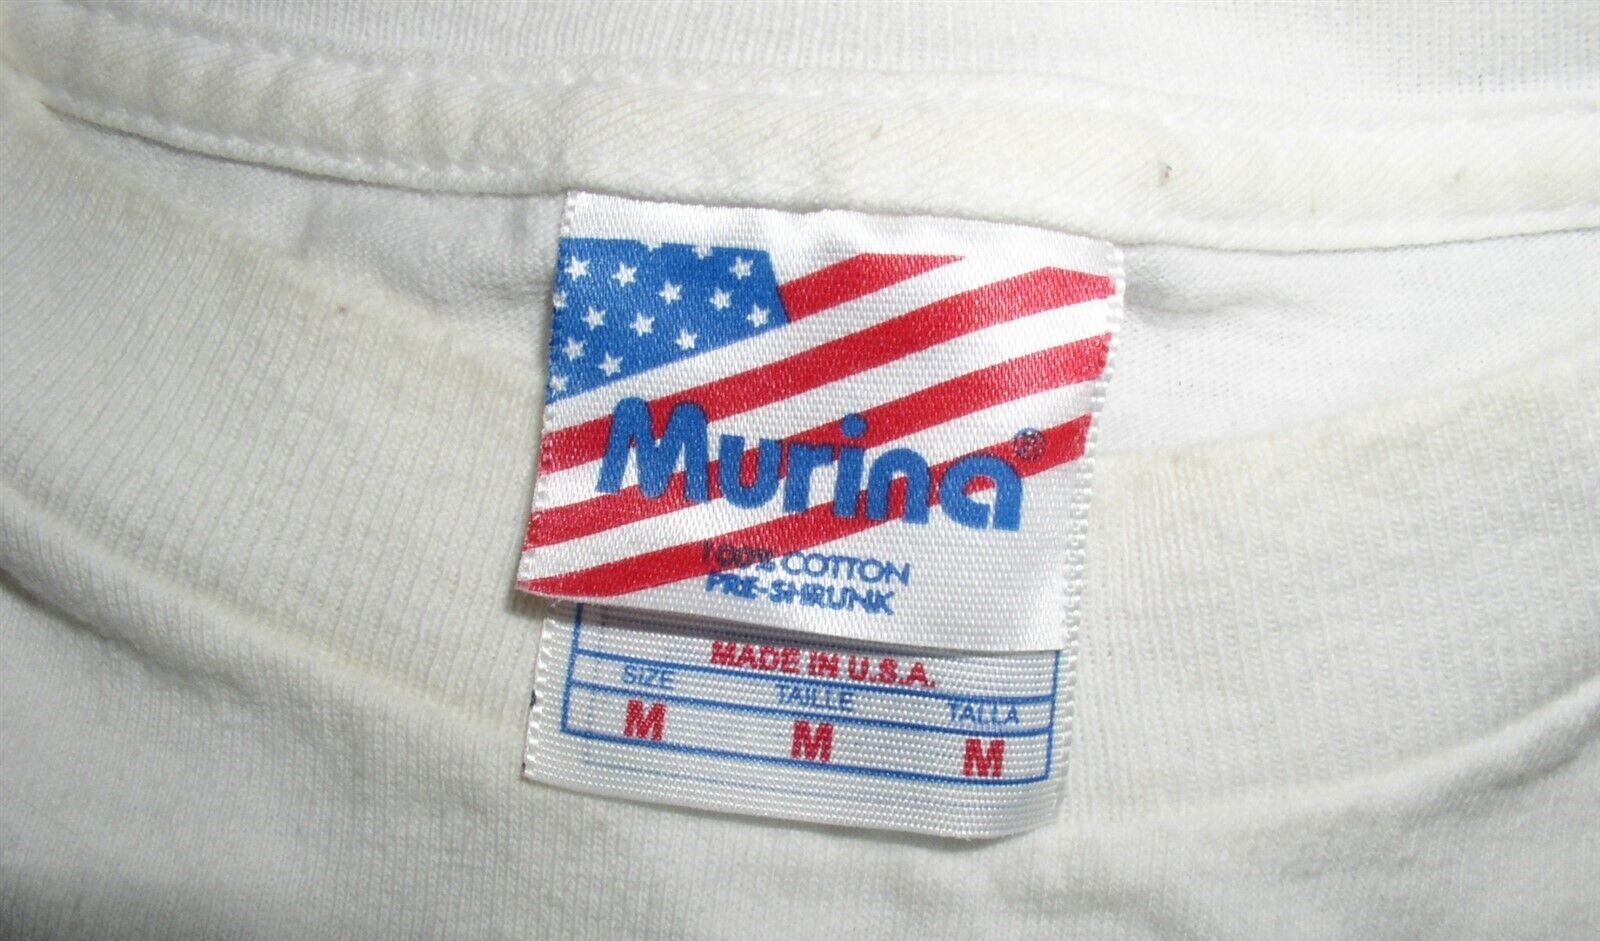 Murina®
100% COTTON
PRE-SHRUNK
MADE IN U.S.A.
SIZE TAILLE TALLA
M M M